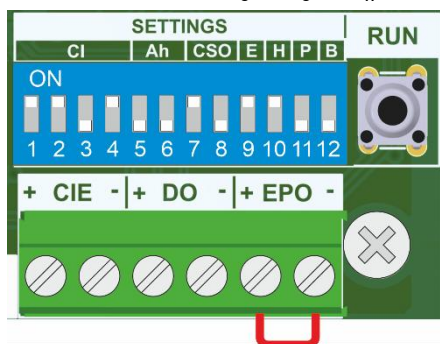 SETTINGS
RUN
CI Ah CSO E H P B
ON
1 2 3 4 5 6 7 8 9 10 11 12
+ CIE - + DO - + EPO -